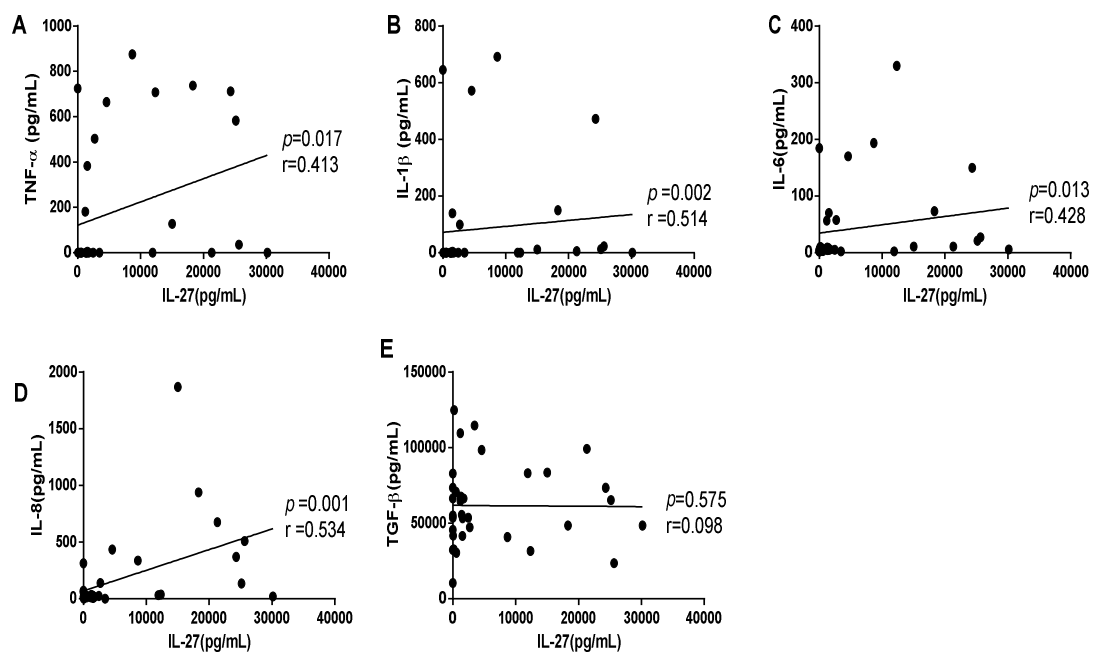 A
TNF-α (pg/mL)
1000
800
600
400
200
0
0 10000 20000 30000 40000
IL-27(pg/mL)
p=0.017
r=0.413
B
IL-1β (pg/mL)
800
600
400
200
0
0 10000 20000 30000 40000
IL-27(pg/mL)
p =0.002
r =0.514
C
IL-6(pg/mL)
400
300
200
100
0
0 10000 20000 30000 40000
IL-27(pg/mL)
p=0.013
r=0.428
D
IL-8(pg/mL)
2000
1500
1000
500
0
0 10000 20000 30000 40000
IL-27(pg/mL)
p =0.001
r =0.534
E
TGF-β(pg/mL)
150000
100000
50000
0
0 10000 20000 30000 40000
IL-27(pg/mL)
p=0.575
r=0.098